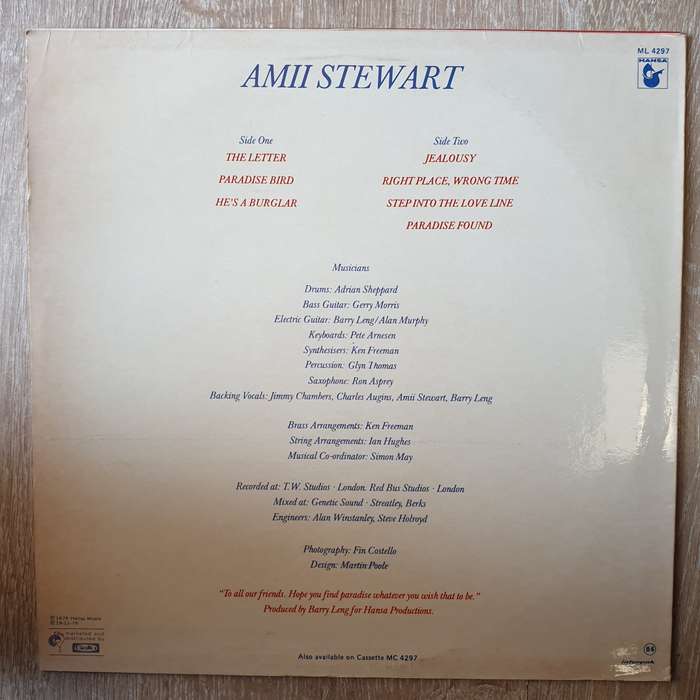 ML 4297
HANSA
AMII STEWART
Side One
THE LETTER
PARADISE BIRD
HE'S A BURGLAR
Side Two
JEALOUSY
RIGHT PLACE, WRONG TIME
STEP INTO THE LOVE LINE
PARADISE FOUND
Musicians
Drums: Adrian Sheppard
Bass Guitar: Gerry Morris
Electric Guitar: Barry Leng/Alan Murphy
Keyboards: Pete Arnesen
Synthesisers: Ken Freeman
Percussion: Glyn Thomas
Saxophone: Ron Asprey
Backing Vocals: Jimmy Chambers, Charles Augins, Amii Stewart, Barry Leng
Brass Arrangements: Ken Freeman
String Arrangements: Ian Hughes
Musical Co-ordinator: Simon May
Recorded at: T.W. Studios · London. Red Bus Studios · London
Mixed at: Genetic Sound · Streatley, Berks
Engineers: Alan Winstanley, Steve Holroyd
Photography: Fin Costello
Design: Martin Poole
"To all our friends. Hope you find paradise whatever you wish that to be."
Produced by Barry Leng for Hansa Productions.
marketed and
distributed by
Also available on Cassette MC 4297